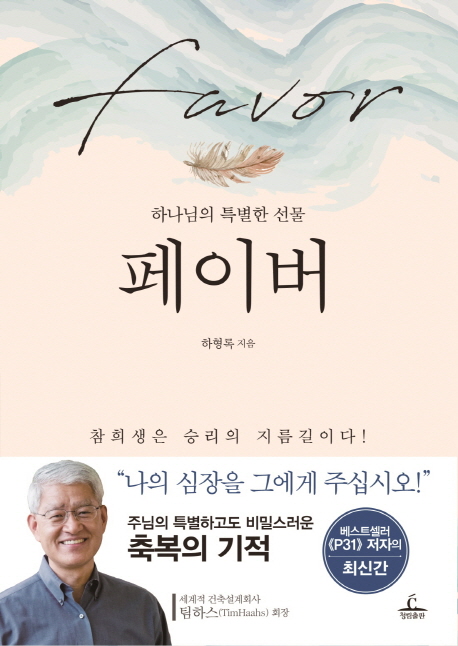 favor
하나님의 특별한 선물
페이버
하형록 지음
참희생은 승리의 지름길이다!
“나의 심장을 그에게 주십시오!”
주님의 특별하고도 비밀스러운
축복의 기적
베스트셀러
《P31》 저자의
최신간
세계적 건축설계회사
팀하스(TimHaahs) 회장
청림출판